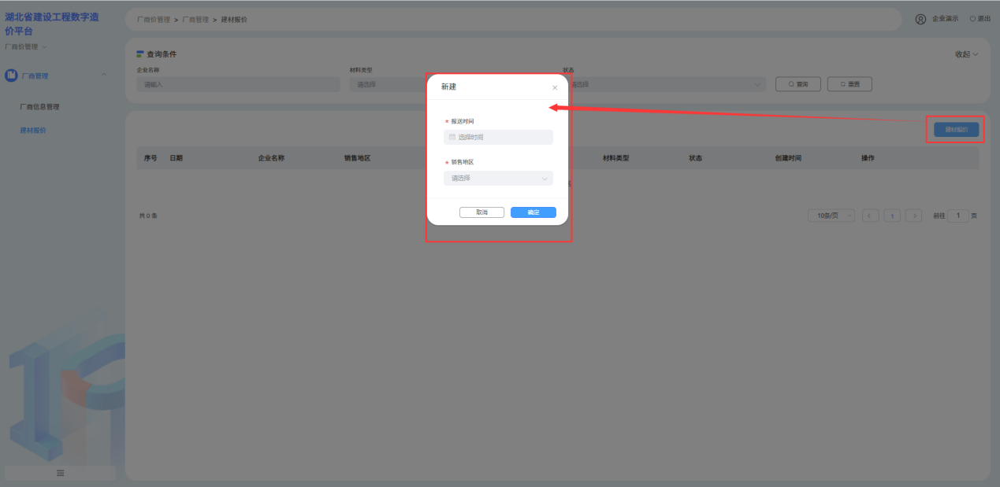 湖北省建设工程数字造
价平台
厂商价管理
厂商管理
厂商信息管理
建材报价
厂商价管理 > 厂商管理 > 建材报价
企业演示
退出
查询条件
收起
企业名称
请输入
材料类型
请选择
状态
请选择
查询
重置
建材报价
序号 日期 企业名称 销售地区 材料类型 状态 创建时间 操作
共 0 条
10条/页
1
前往 1 页
新建
* 报送时间
选择时间
* 销售地区
请选择
取消
确定